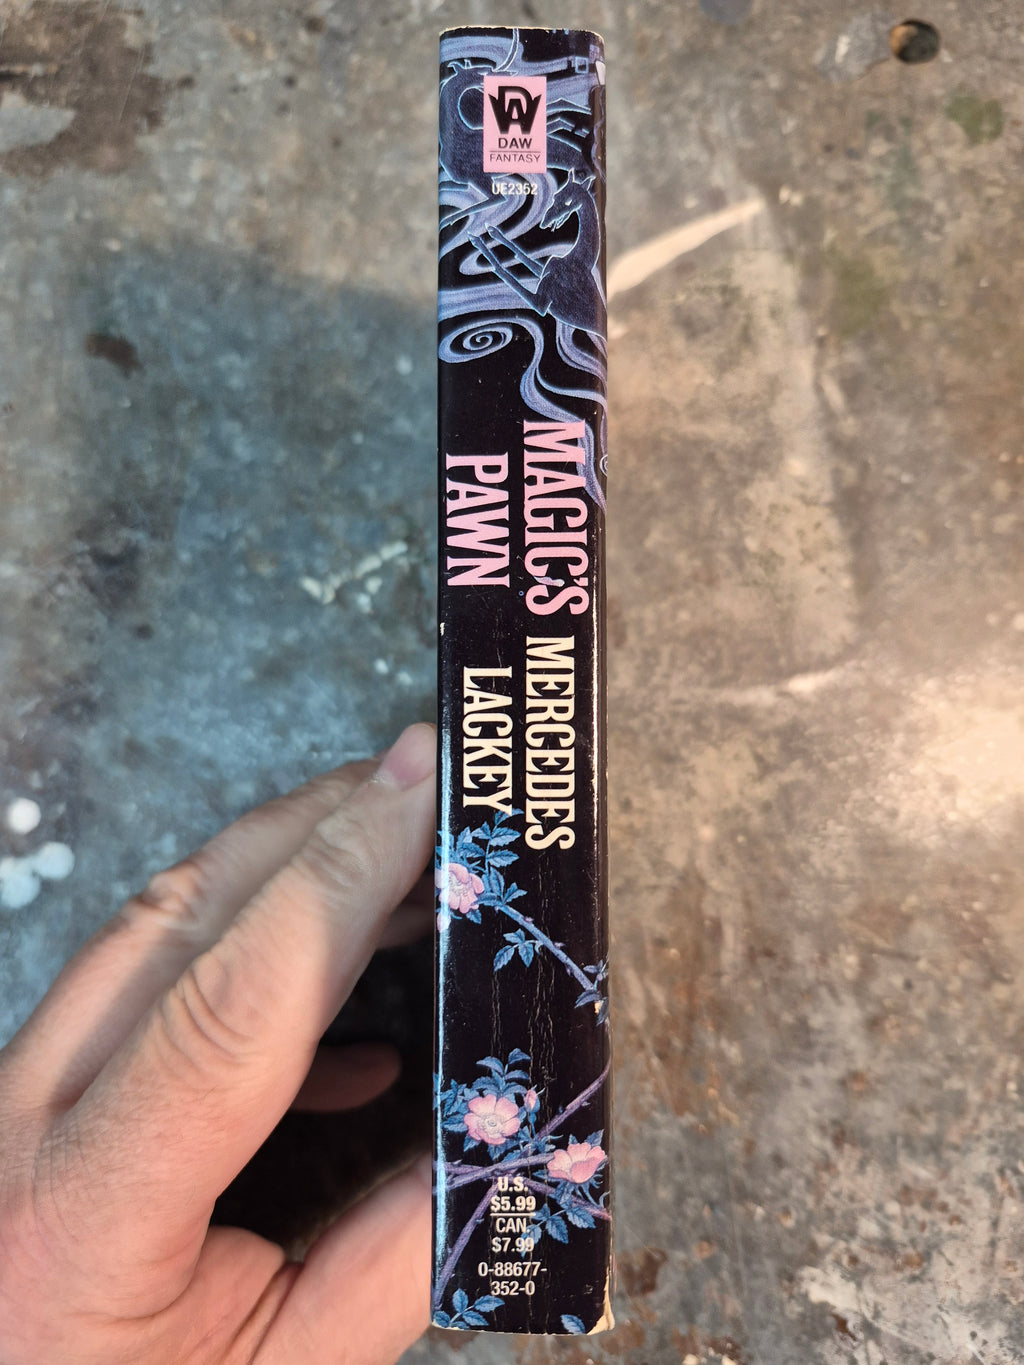 DAW
DAW
FANTASY
UE2352
MAGIC'S
PAWN
MERCEDES
LACKEY
U.S.
$5.99
CAN.
$7.99
0-88677-
352-0